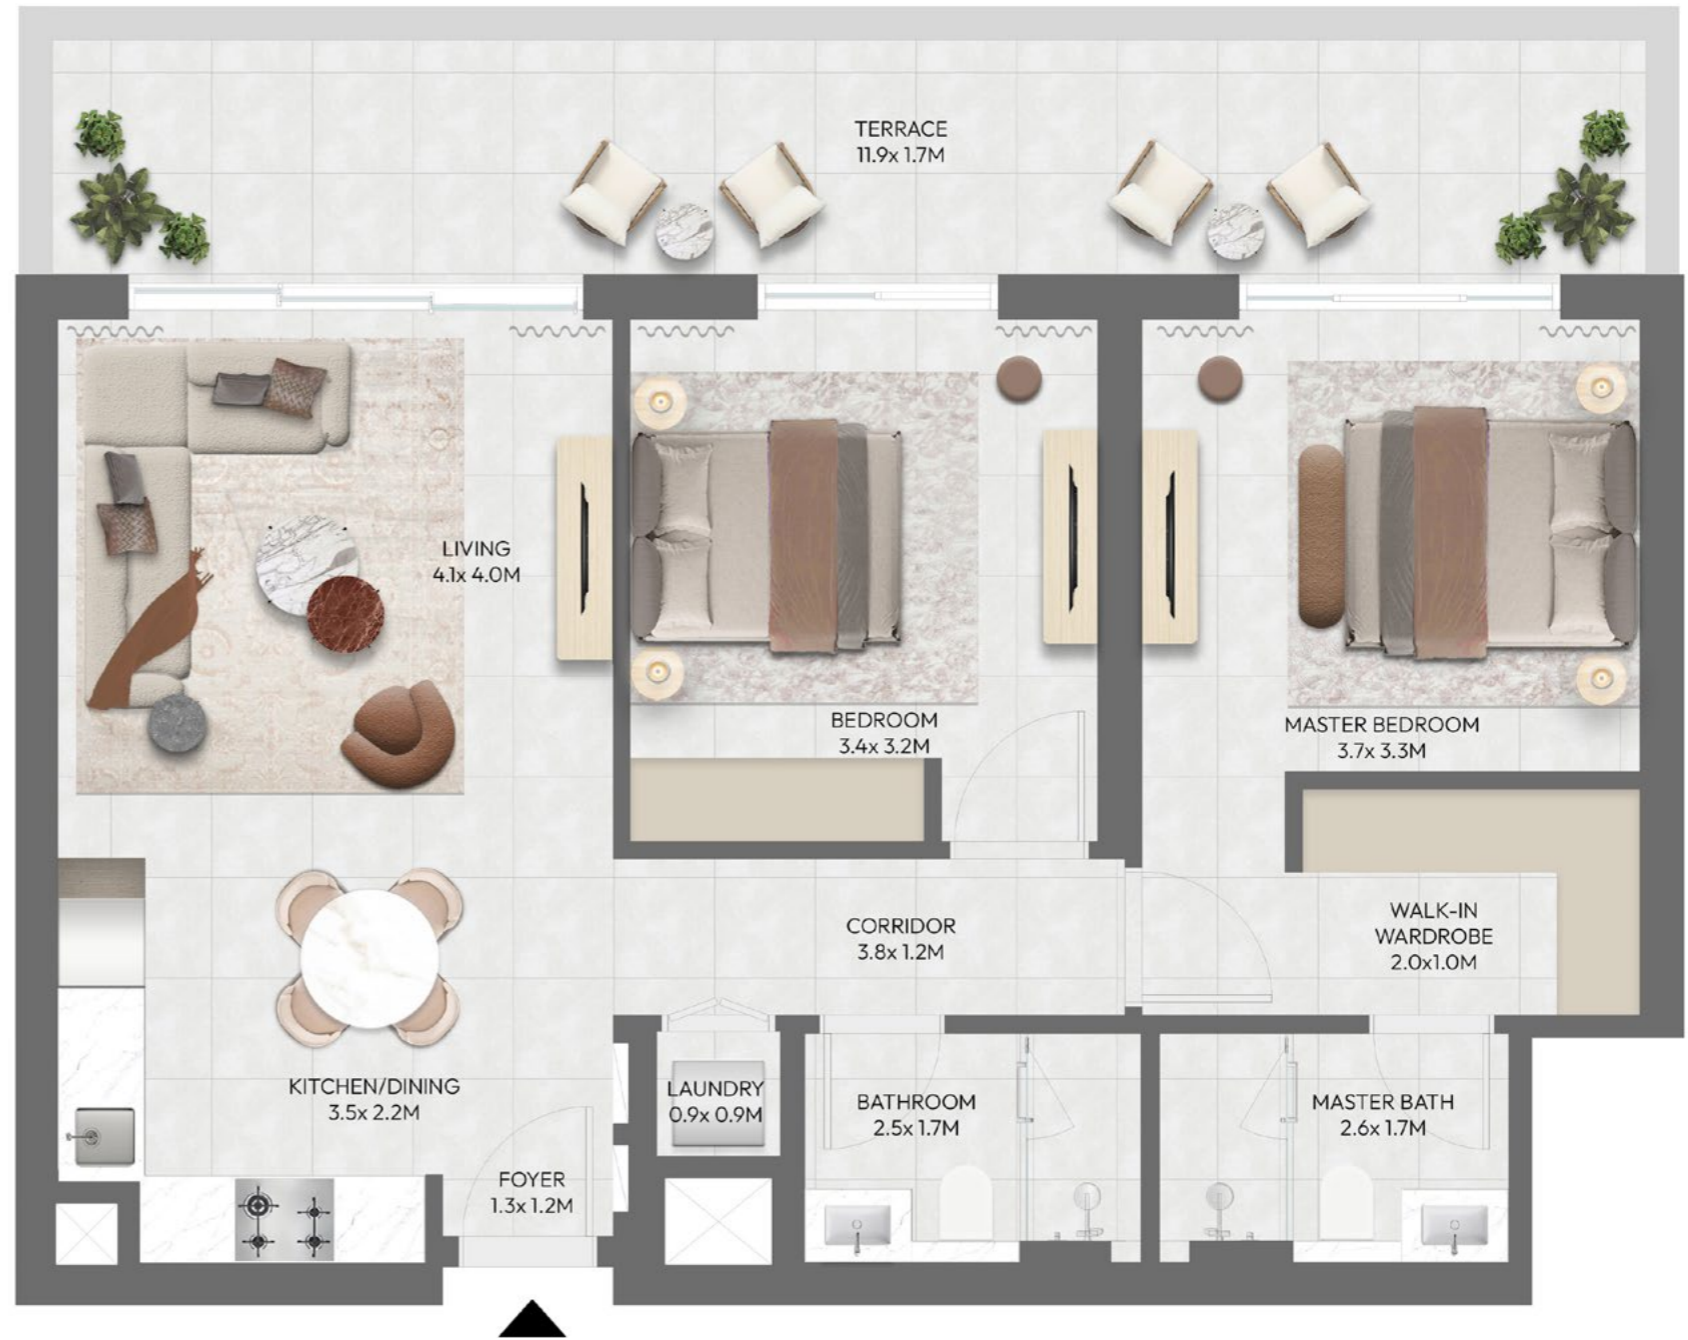 TERRACE
11.9x 1.7M
LIVING
4.1x 4.0M
BEDROOM
3.4x 3.2M
MASTER BEDROOM
3.7x 3.3M
CORRIDOR
3.8x 1.2M
WALK-IN
WARDROBE
2.0x1.0M
KITCHEN/DINING
3.5x 2.2M
LAUNDRY
0.9x 0.9M
BATHROOM
2.5x 1.7M
MASTER BATH
2.6x 1.7M
FOYER
1.3x 1.2M